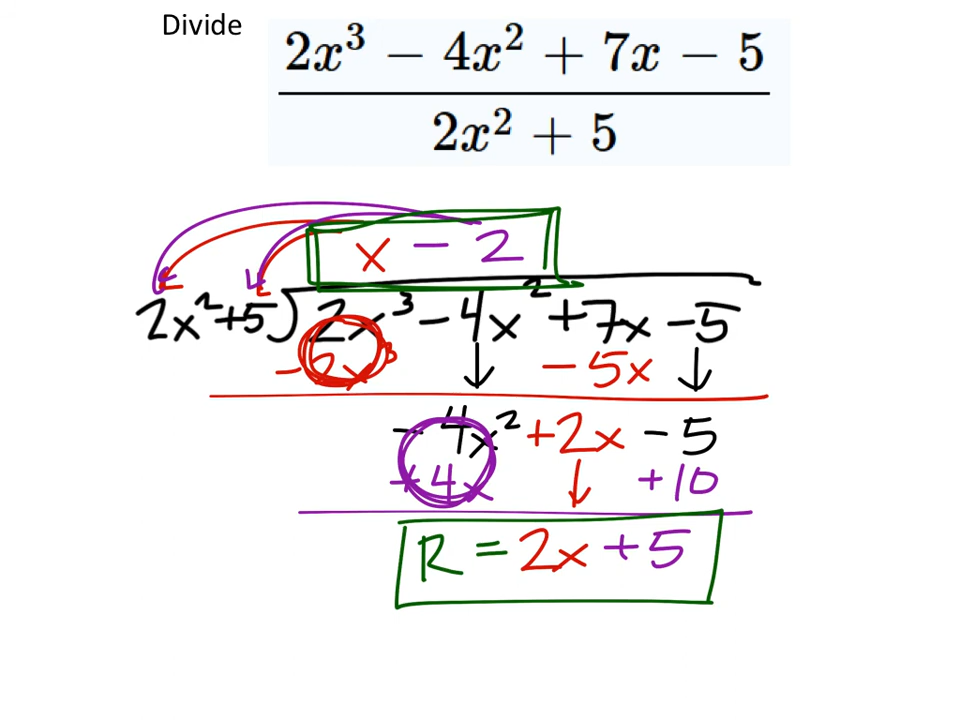 Divide
2x³ − 4x² + 7x − 5
2x² + 5
x − 2
2x²+5)2x³ − 4x² + 7x − 5
− 2x³ − 5x
− 4x² + 2x − 5
+ 4x + 10
R = 2x + 5